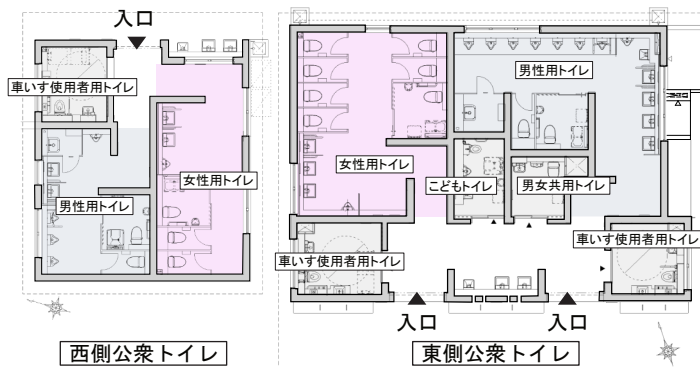 入口
車いす使用者用トイレ
女性用トイレ
男性用トイレ
西側公衆トイレ
男性用トイレ
女性用トイレ
こどもトイレ
男女共用トイレ
車いす使用者用トイレ
車いす使用者用トイレ
入口
入口
東側公衆トイレ